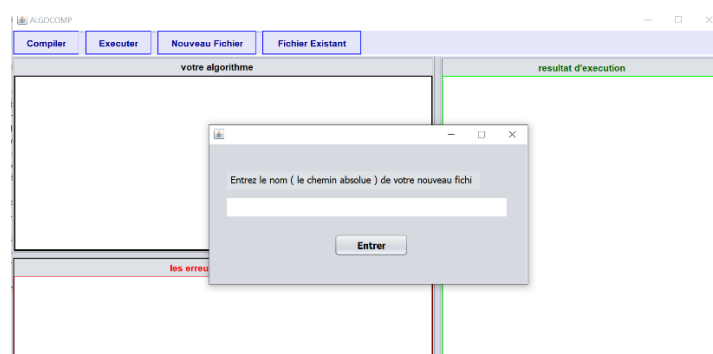 ALGOCOMP
Compiler Executer Nouveau Fichier Fichier Existant
votre algorithme resultat d'execution
Entrez le nom ( le chemin absolue ) de votre nouveau fichi
Entrer
les erreu